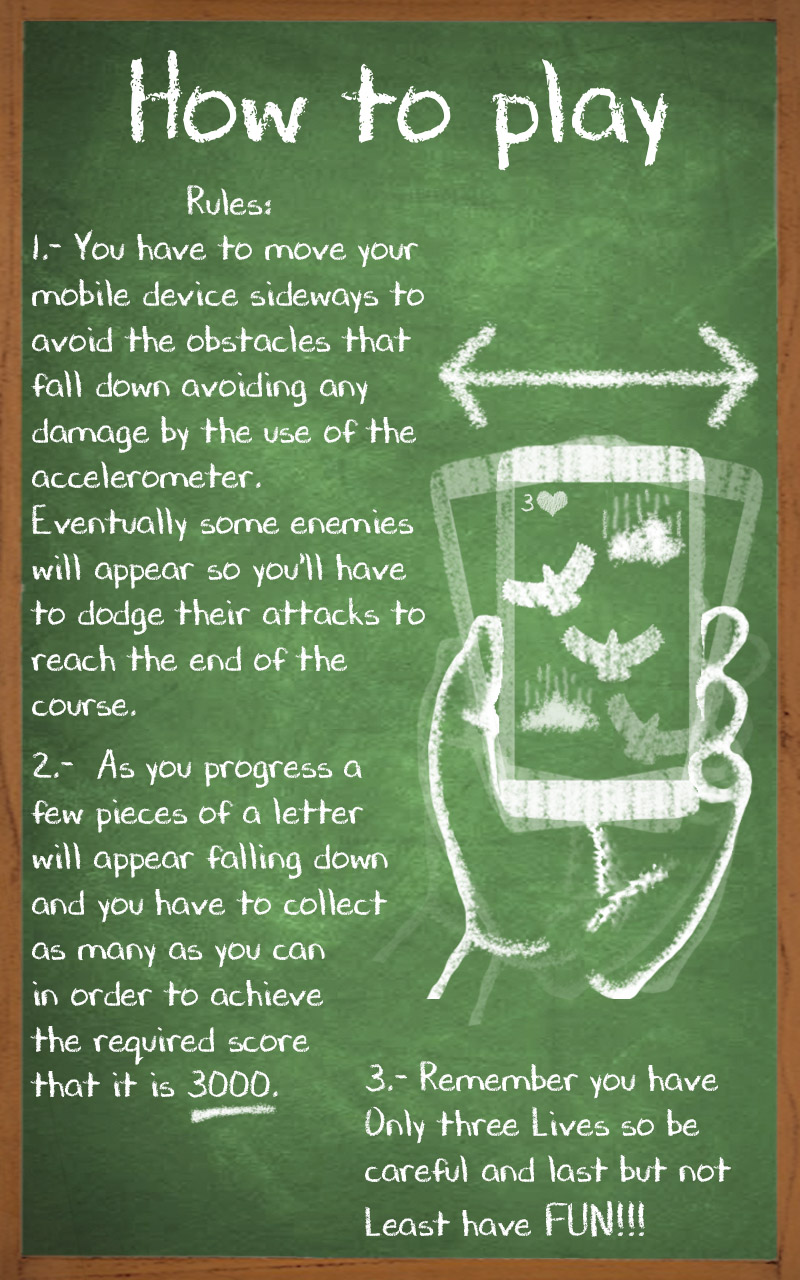 How to play
Rules:
1.- You have to move your
mobile device sideways to
avoid the obstacles that
fall down avoiding any
damage by the use of the
accelerometer.
Eventually some enemies
will appear so you'll have
to dodge their attacks to
reach the end of the
course.
3
2.- As you progress a
few pieces of a letter
will appear falling down
and you have to collect
as many as you can
in order to achieve
the required score
that it is 3000.
3.- Remember you have
Only three Lives so be
careful and last but not
Least have FUN!!!